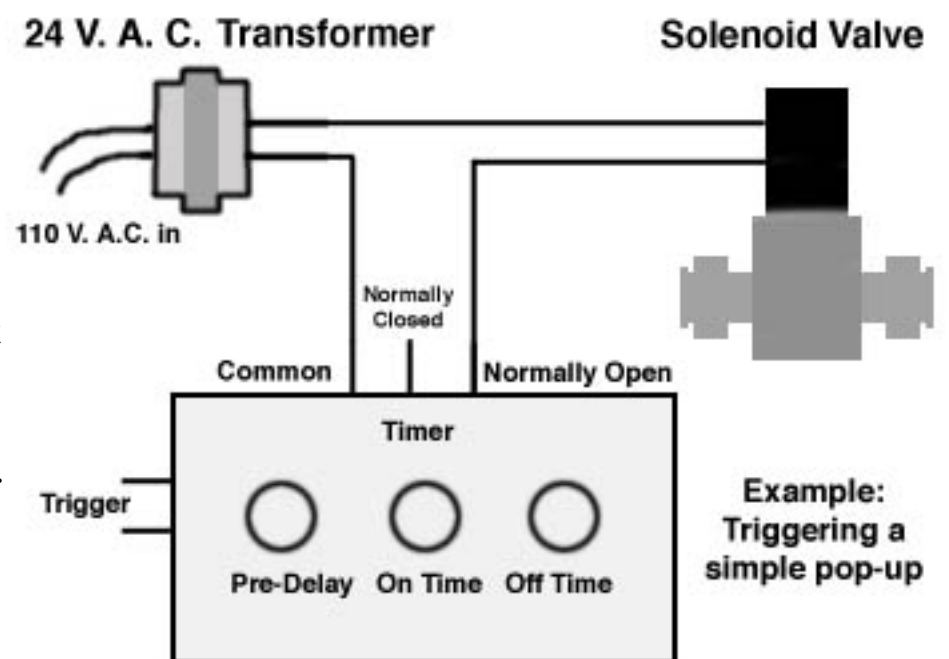 24 V. A. C. Transformer
Solenoid Valve
110 V. A.C. in
Normally
Closed
Common
Normally Open
Timer
Trigger
Pre-Delay
On Time
Off Time
Example:
Triggering a
simple pop-up